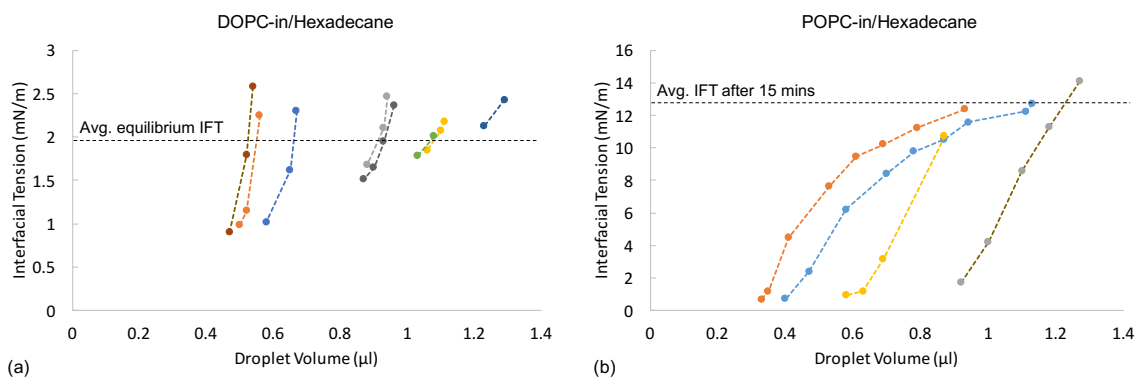 DOPC-in/Hexadecane
Interfacial Tension (mN/m)
3
2.5
2
1.5
1
0.5
0
Avg. equilibrium IFT
0 0.2 0.4 0.6 0.8 1 1.2 1.4
Droplet Volume (µl)
(a)
POPC-in/Hexadecane
Interfacial Tension (mN/m)
16
14
12
10
8
6
4
2
0
Avg. IFT after 15 mins
0 0.2 0.4 0.6 0.8 1 1.2 1.4
Droplet Volume (µl)
(b)